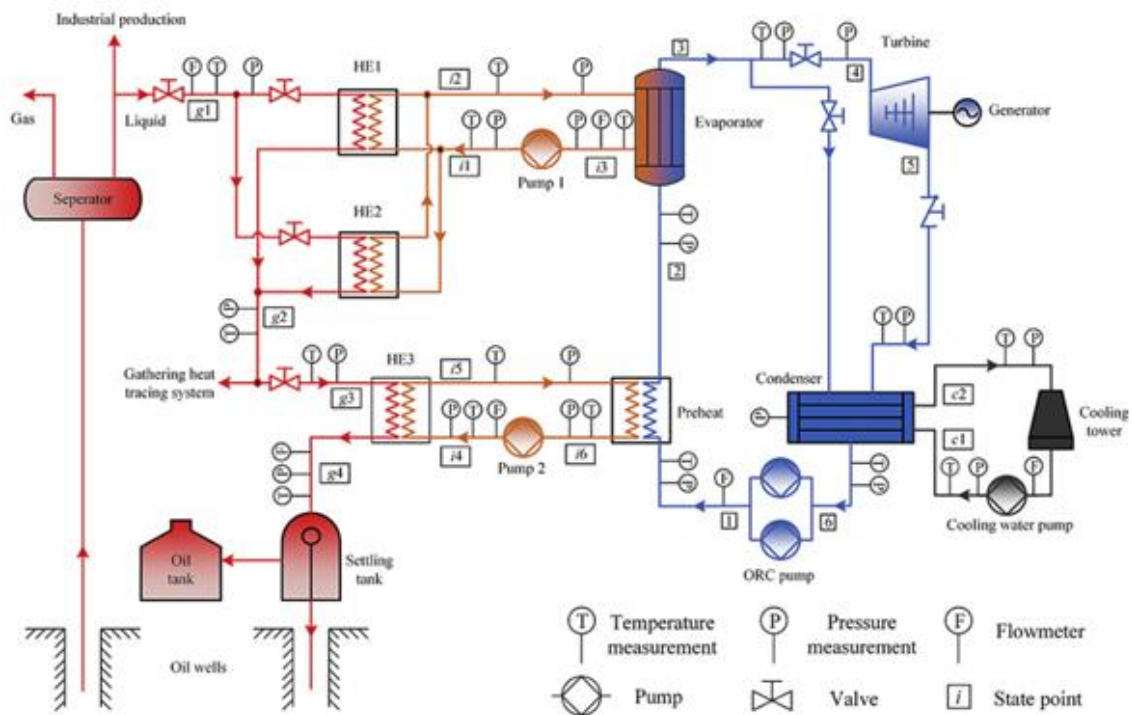 Industrial production
Gas
Liquid
g1
HE1
i2
3
T
P
4
Turbine
Generator
Evaporator
i1
Pump 1
i3
5
Seperator
HE2
2
g2
Gathering heat
tracing system
g3
HE3
i5
Preheat
Condenser
c2
Cooling
tower
c1
i4
Pump 2
i6
g4
1
6
Cooling water pump
ORC pump
Oil
tank
Settling
tank
Oil wells
T Temperature
measurement
P Pressure
measurement
F Flowmeter
Pump
Valve
i State point